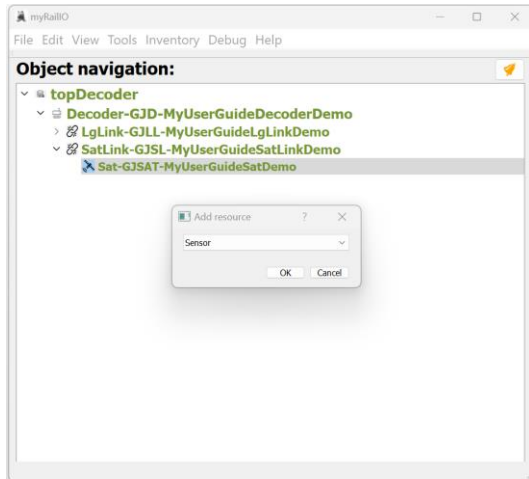 myRailIO
File Edit View Tools Inventory Debug Help
Object navigation:
topDecoder
Decoder-GJD-MyUserGuideDecoderDemo
LgLink-GJLL-MyUserGuideLgLinkDemo
SatLink-GJSL-MyUserGuideSatLinkDemo
Sat-GJSAT-MyUserGuideSatDemo
Add resource ?
Sensor
OK Cancel